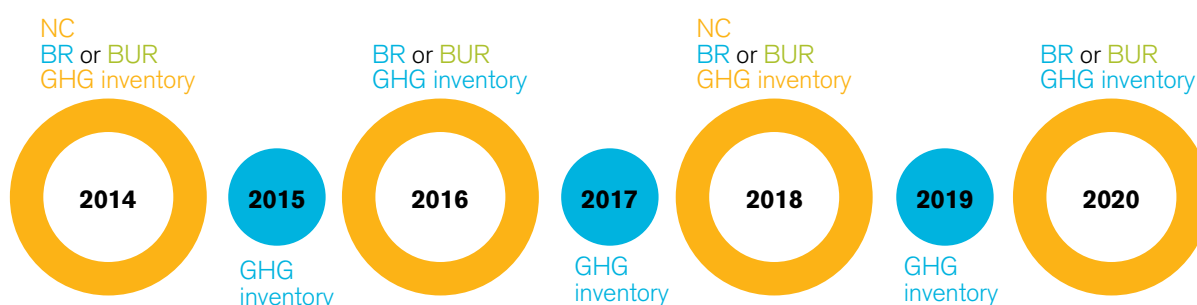 NC
BR or BUR
GHG inventory
2014
2015
GHG
inventory
BR or BUR
GHG inventory
2016
2017
GHG
inventory
NC
BR or BUR
GHG inventory
2018
2019
GHG
inventory
BR or BUR
GHG inventory
2020